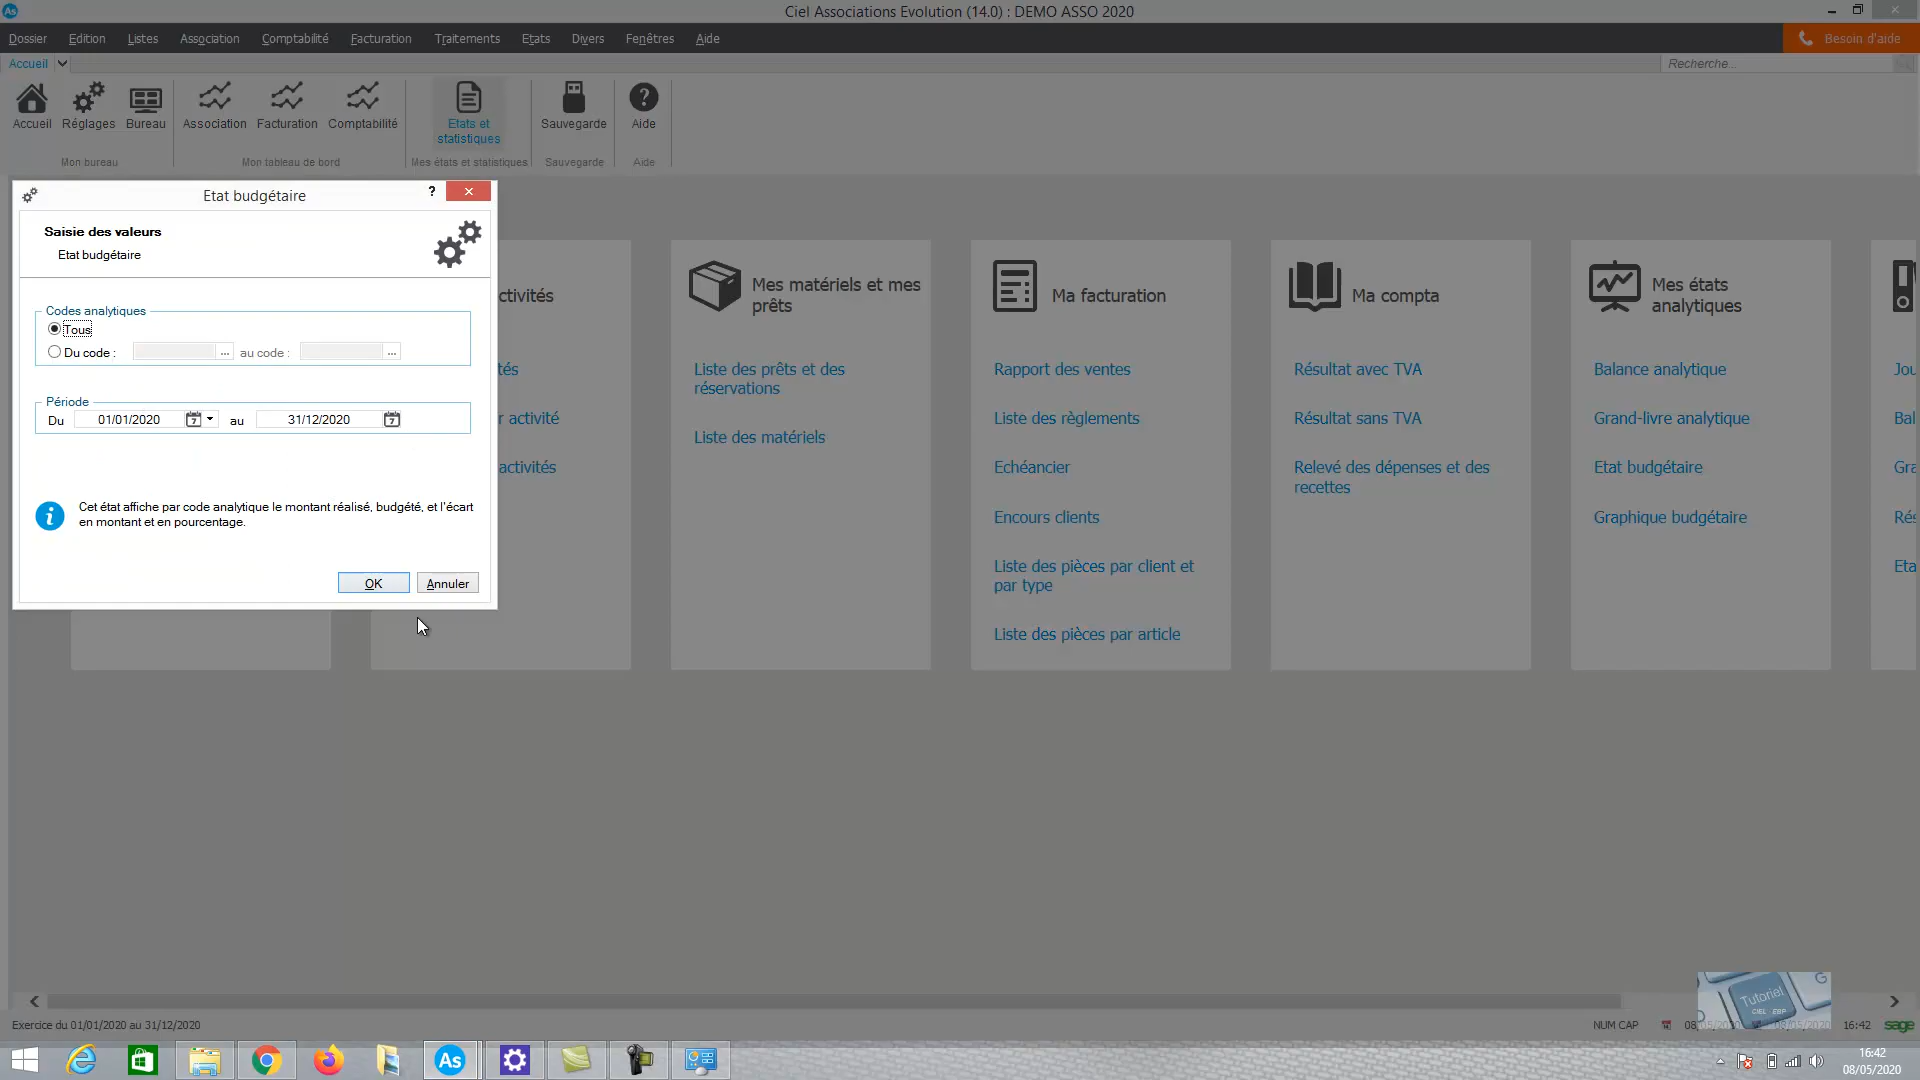 As
Ciel Associations Evolution (14.0) : DEMO ASSO 2020
Dossier Edition Listes Association Comptabilité Facturation Traitements Etats Divers Fenêtres Aide
Besoin d'aide
Accueil
Recherche...
Accueil Réglages Bureau Association Facturation Comptabilité Etats et statistiques Sauvegarde Aide
Mon bureau Mon tableau de bord Mes états et statistiques Sauvegarde Aide
Etat budgétaire
?
Saisie des valeurs
Etat budgétaire
Codes analytiques
Tous
Du code : ... au code : ...
Période
Du 01/01/2020 au 31/12/2020
Cet état affiche par code analytique le montant réalisé, budgété, et l'écart
en montant et en pourcentage.
OK Annuler
ctivités
tés
r activité
activités
Mes matériels et mes
prêts
Liste des prêts et des
réservations
Liste des matériels
Ma facturation
Rapport des ventes
Liste des règlements
Echéancier
Encours clients
Liste des pièces par client et
par type
Liste des pièces par article
Ma compta
Résultat avec TVA
Résultat sans TVA
Relevé des dépenses et des
recettes
Mes états
analytiques
Balance analytique
Grand-livre analytique
Etat budgétaire
Graphique budgétaire
Jou
Bal
Gra
Rés
Eta
Tutoriel
CIEL EBP
Exercice du 01/01/2020 au 31/12/2020
NUM CAP
16:42
sage
As
16:42
08/05/2020